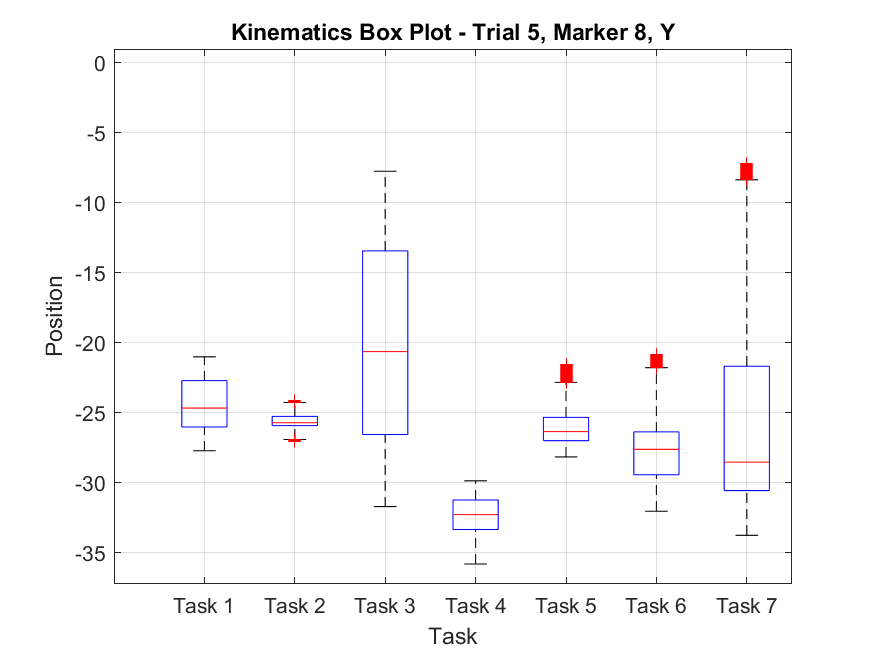 Kinematics Box Plot - Trial 5, Marker 8, Y
0
-5
-10
-15
-20
-25
-30
-35
Position
Task 1 Task 2 Task 3 Task 4 Task 5 Task 6 Task 7
Task